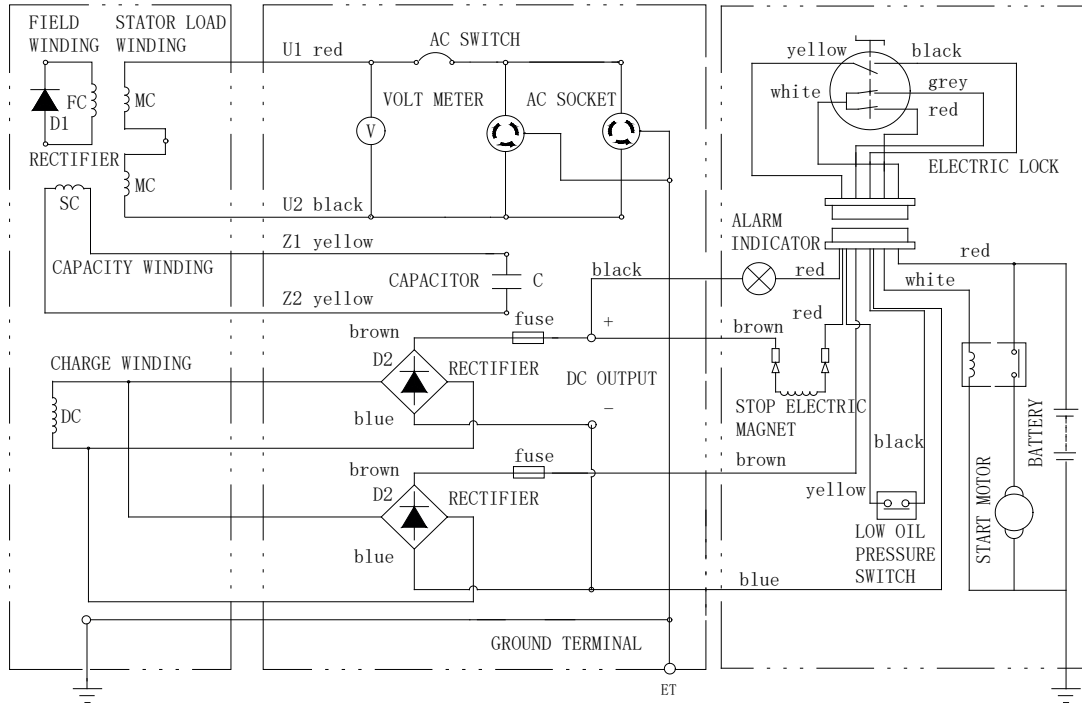 FIELD
WINDING
STATOR LOAD
WINDING
U1 red
AC SWITCH
yellow
black
FC
MC
D1
VOLT METER
AC SOCKET
white
grey
red
V
RECTIFIER
MC
ELECTRIC LOCK
SC
U2 black
ALARM
INDICATOR
Z1 yellow
CAPACITY WINDING
CAPACITOR
C
black
red
red
white
Z2 yellow
fuse
+
brown
red
brown
D2
RECTIFIER
DC OUTPUT
CHARGE WINDING
DC
blue
−
STOP ELECTRIC
MAGNET
BATTERY
black
brown
fuse
brown
D2
RECTIFIER
yellow
START MOTOR
LOW OIL
PRESSURE
SWITCH
blue
blue
GROUND TERMINAL
ET